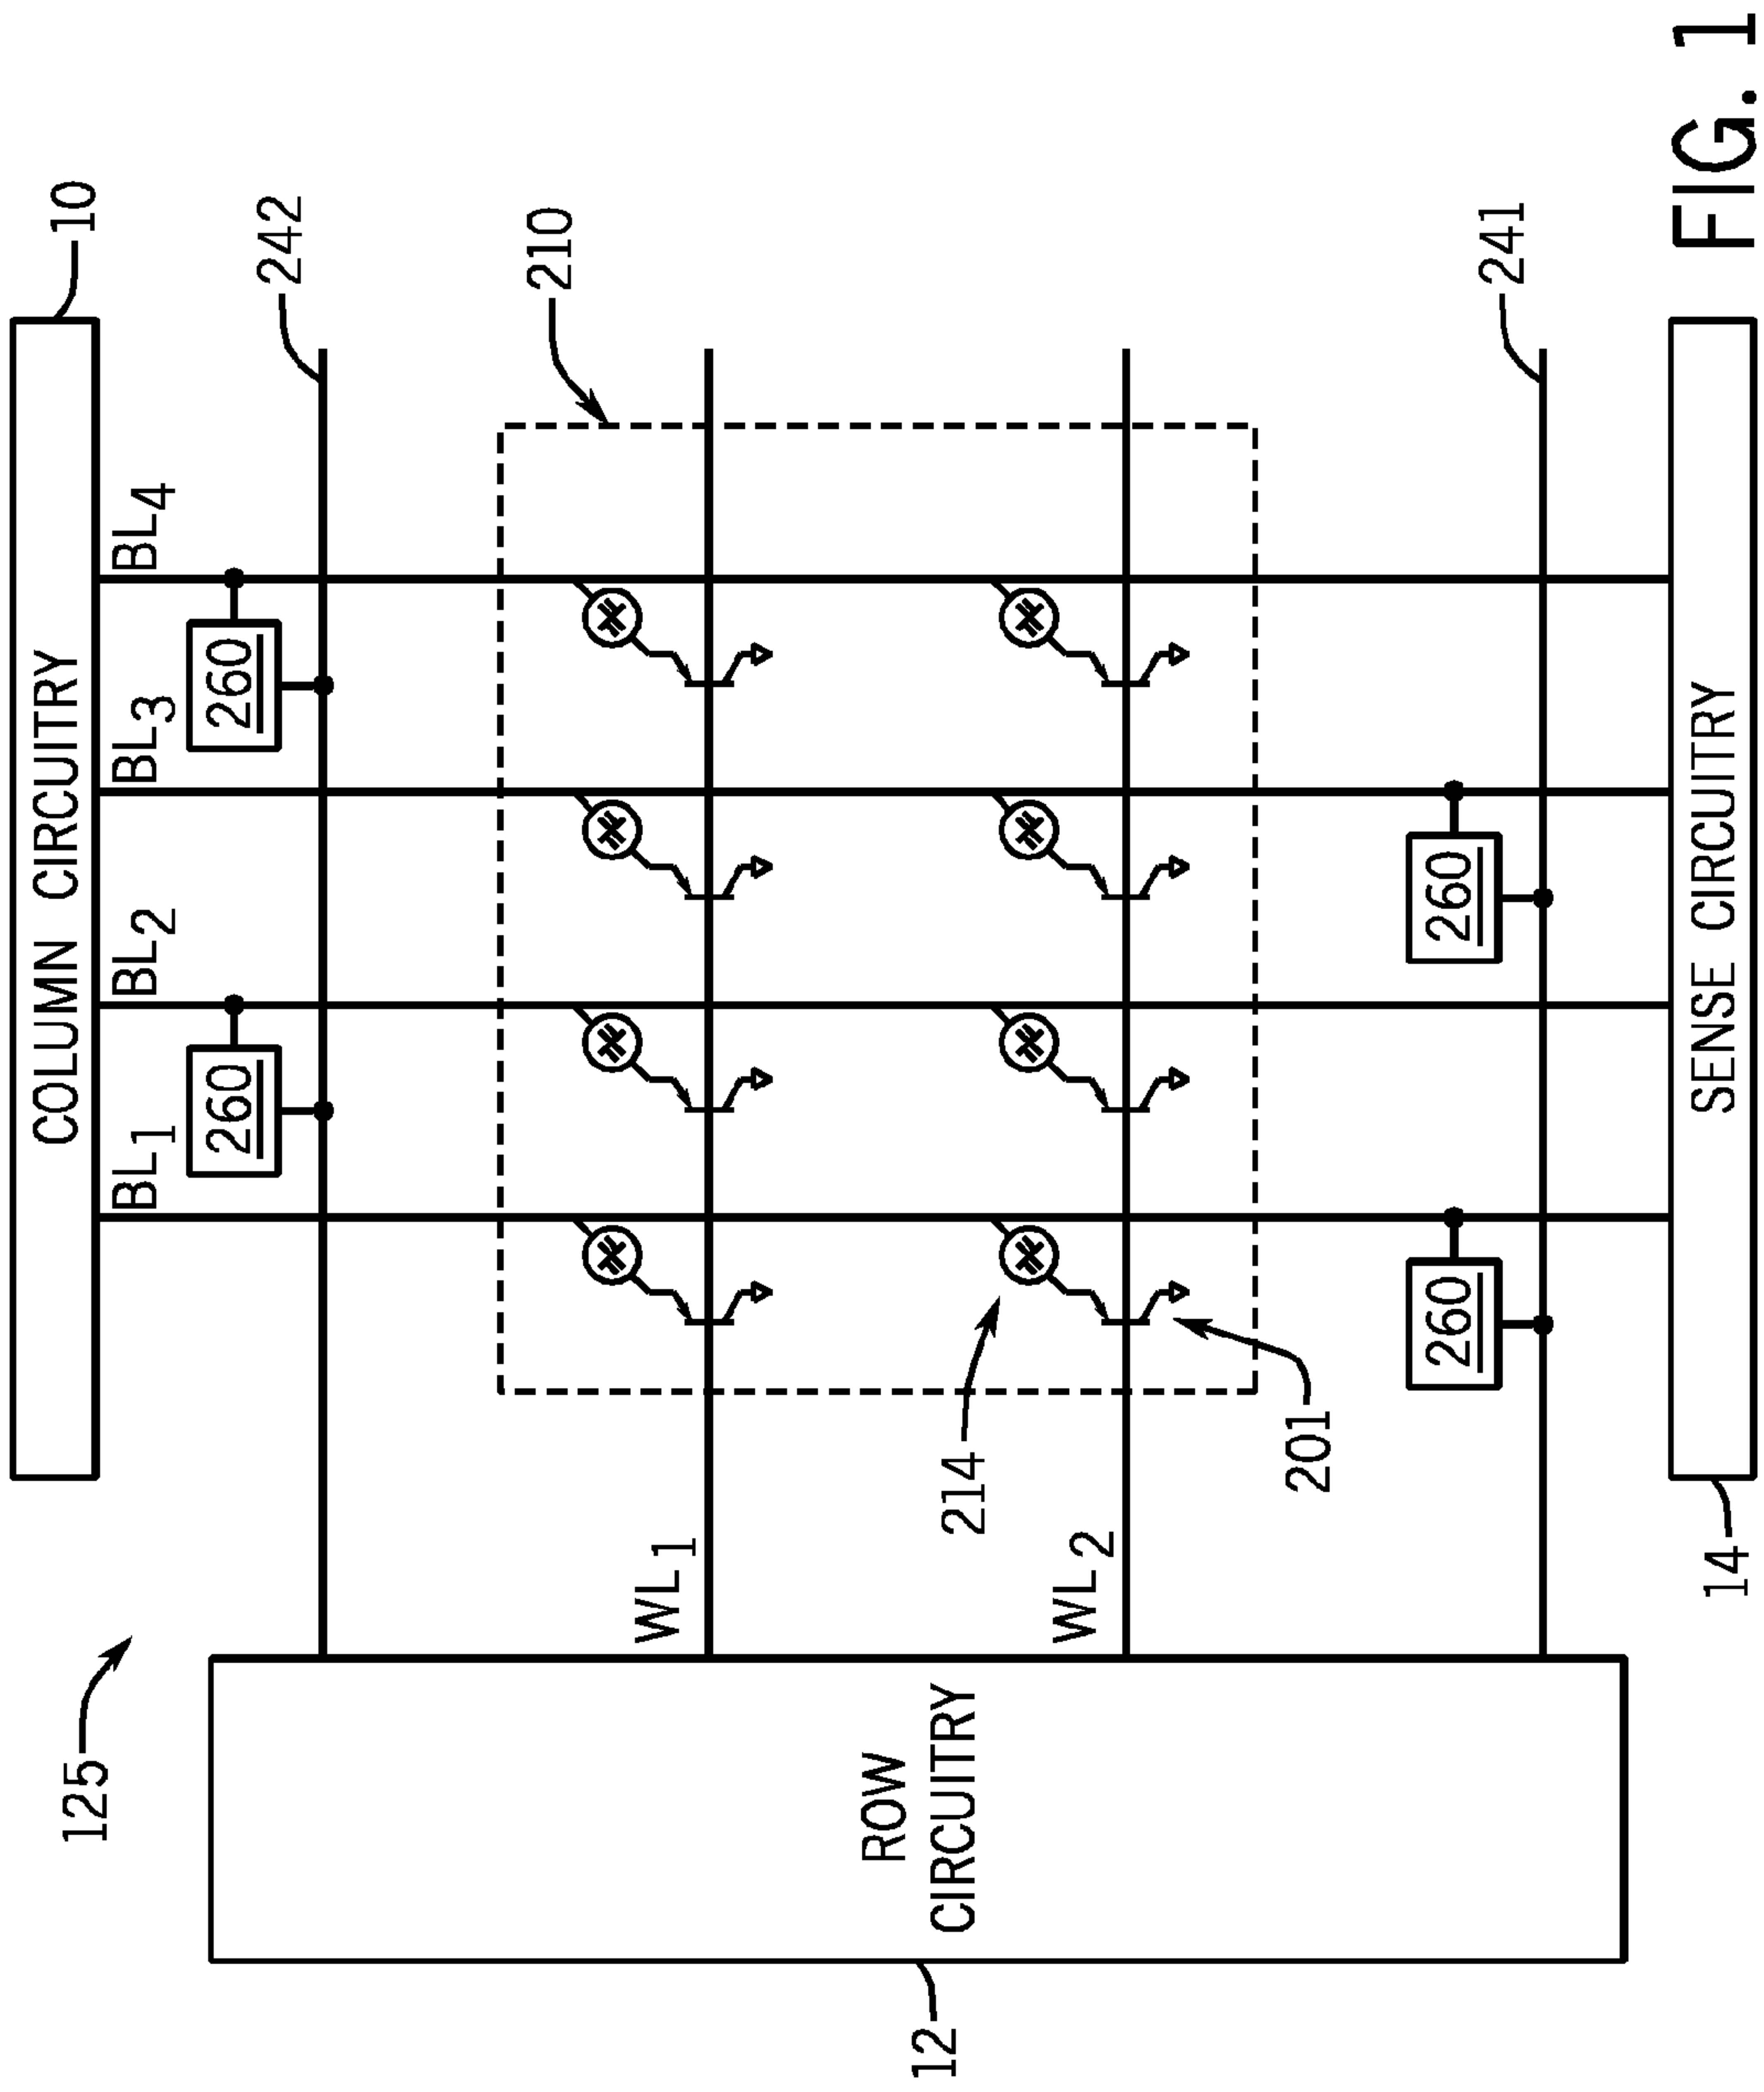 125
COLUMN CIRCUITRY
10
BL1
BL2
BL3
BL4
260
260
242
210
WL1
214
WL2
201
ROW
CIRCUITRY
12
260
260
241
SENSE CIRCUITRY
14
FIG. 1